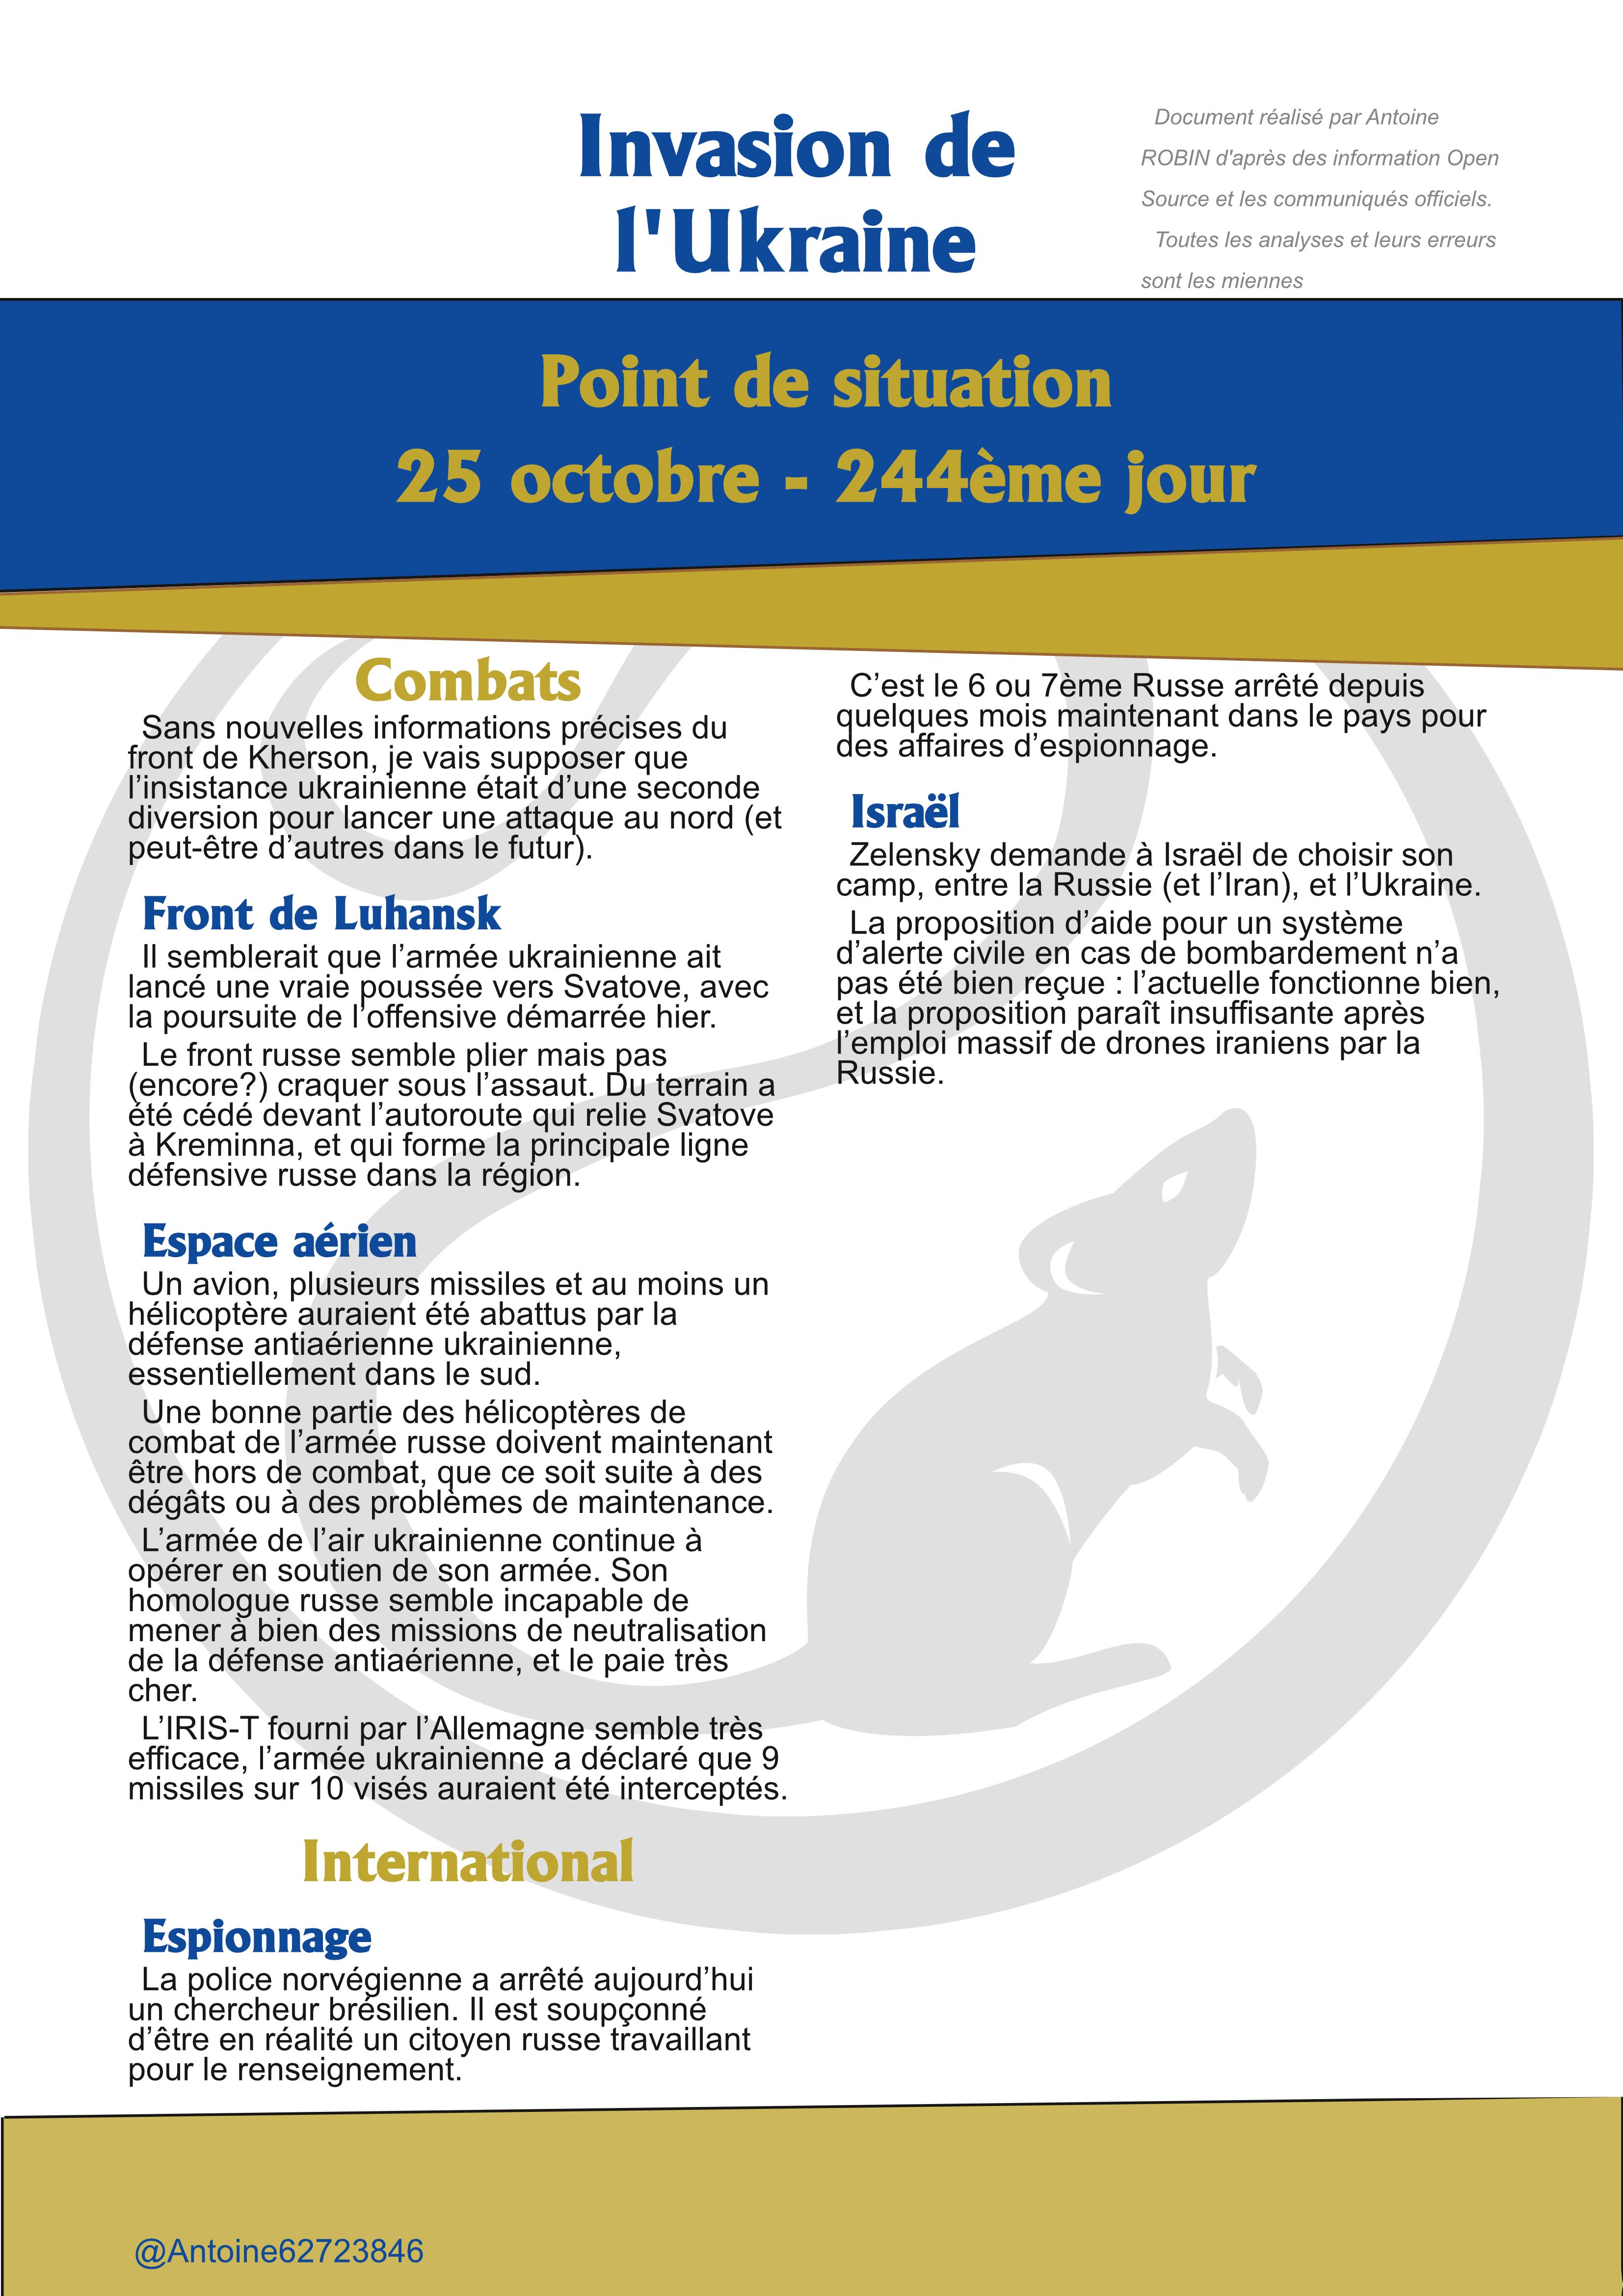 Invasion de
l'Ukraine
Document réalisé par Antoine
ROBIN d'après des information Open
Source et les communiqués officiels.
Toutes les analyses et leurs erreurs
sont les miennes
Point de situation
25 octobre - 244ème jour
Combats
Sans nouvelles informations précises du
front de Kherson, je vais supposer que
l’insistance ukrainienne était d’une seconde
diversion pour lancer une attaque au nord (et
peut-être d’autres dans le futur).
Front de Luhansk
Il semblerait que l’armée ukrainienne ait
lancé une vraie poussée vers Svatove, avec
la poursuite de l’offensive démarrée hier.
Le front russe semble plier mais pas
(encore?) craquer sous l’assaut. Du terrain a
été cédé devant l’autoroute qui relie Svatove
à Kreminna, et qui forme la principale ligne
défensive russe dans la région.
Espace aérien
Un avion, plusieurs missiles et au moins un
hélicoptère auraient été abattus par la
défense antiaérienne ukrainienne,
essentiellement dans le sud.
Une bonne partie des hélicoptères de
combat de l’armée russe doivent maintenant
être hors de combat, que ce soit suite à des
dégâts ou à des problèmes de maintenance.
L’armée de l’air ukrainienne continue à
opérer en soutien de son armée. Son
homologue russe semble incapable de
mener à bien des missions de neutralisation
de la défense antiaérienne, et le paie très
cher.
L’IRIS-T fourni par l’Allemagne semble très
efficace, l’armée ukrainienne a déclaré que 9
missiles sur 10 visés auraient été interceptés.
International
Espionnage
La police norvégienne a arrêté aujourd’hui
un chercheur brésilien. Il est soupçonné
d’être en réalité un citoyen russe travaillant
pour le renseignement.
C’est le 6 ou 7ème Russe arrêté depuis
quelques mois maintenant dans le pays pour
des affaires d’espionnage.
Israël
Zelensky demande à Israël de choisir son
camp, entre la Russie (et l’Iran), et l’Ukraine.
La proposition d’aide pour un système
d’alerte civile en cas de bombardement n’a
pas été bien reçue : l’actuelle fonctionne bien,
et la proposition paraît insuffisante après
l’emploi massif de drones iraniens par la
Russie.
@Antoine62723846